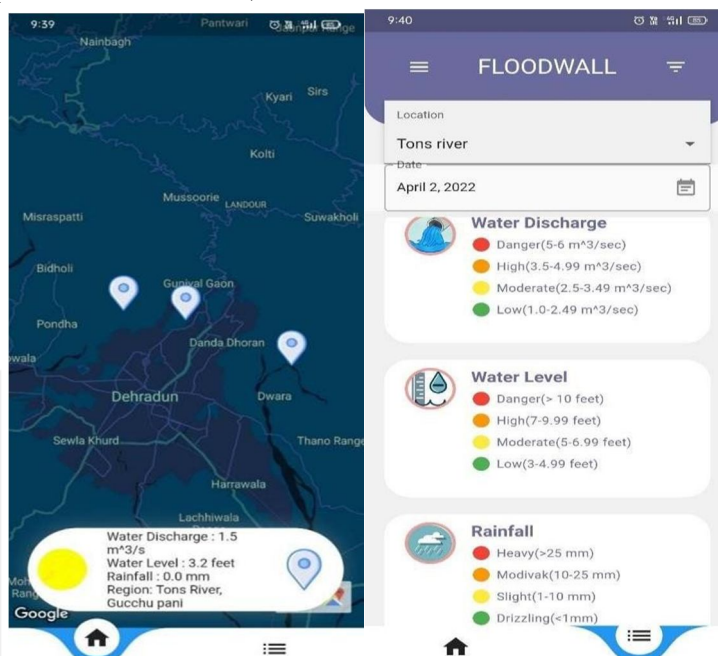 9:39
Pantwari
Nainbagh
Kyari
Sirs
Kolti
Mussoorie
LANDOUR
Misraspatti
Suwakholi
Bidholi
Guniyal Gaon
Pondha
Danda Dhoran
wala
Dehradun
Dwara
Sewla Khurd
Thano Range
Harrawala
Lachhiwala
Water Discharge : 1.5
m^3/s
Water Level : 3.2 feet
Rainfall : 0.0 mm
Region: Tons River,
Gucchu pani
Google
9:40
FLOODWALL
Location
Tons river
Date
April 2, 2022
Water Discharge
Danger(5-6 m^3/sec)
High(3.5-4.99 m^3/sec)
Moderate(2.5-3.49 m^3/sec)
Low(1.0-2.49 m^3/sec)
Water Level
Danger(> 10 feet)
High(7-9.99 feet)
Moderate(5-6.99 feet)
Low(3-4.99 feet)
Rainfall
Heavy(>25 mm)
Modivak(10-25 mm)
Slight(1-10 mm)
Drizzling(<1mm)